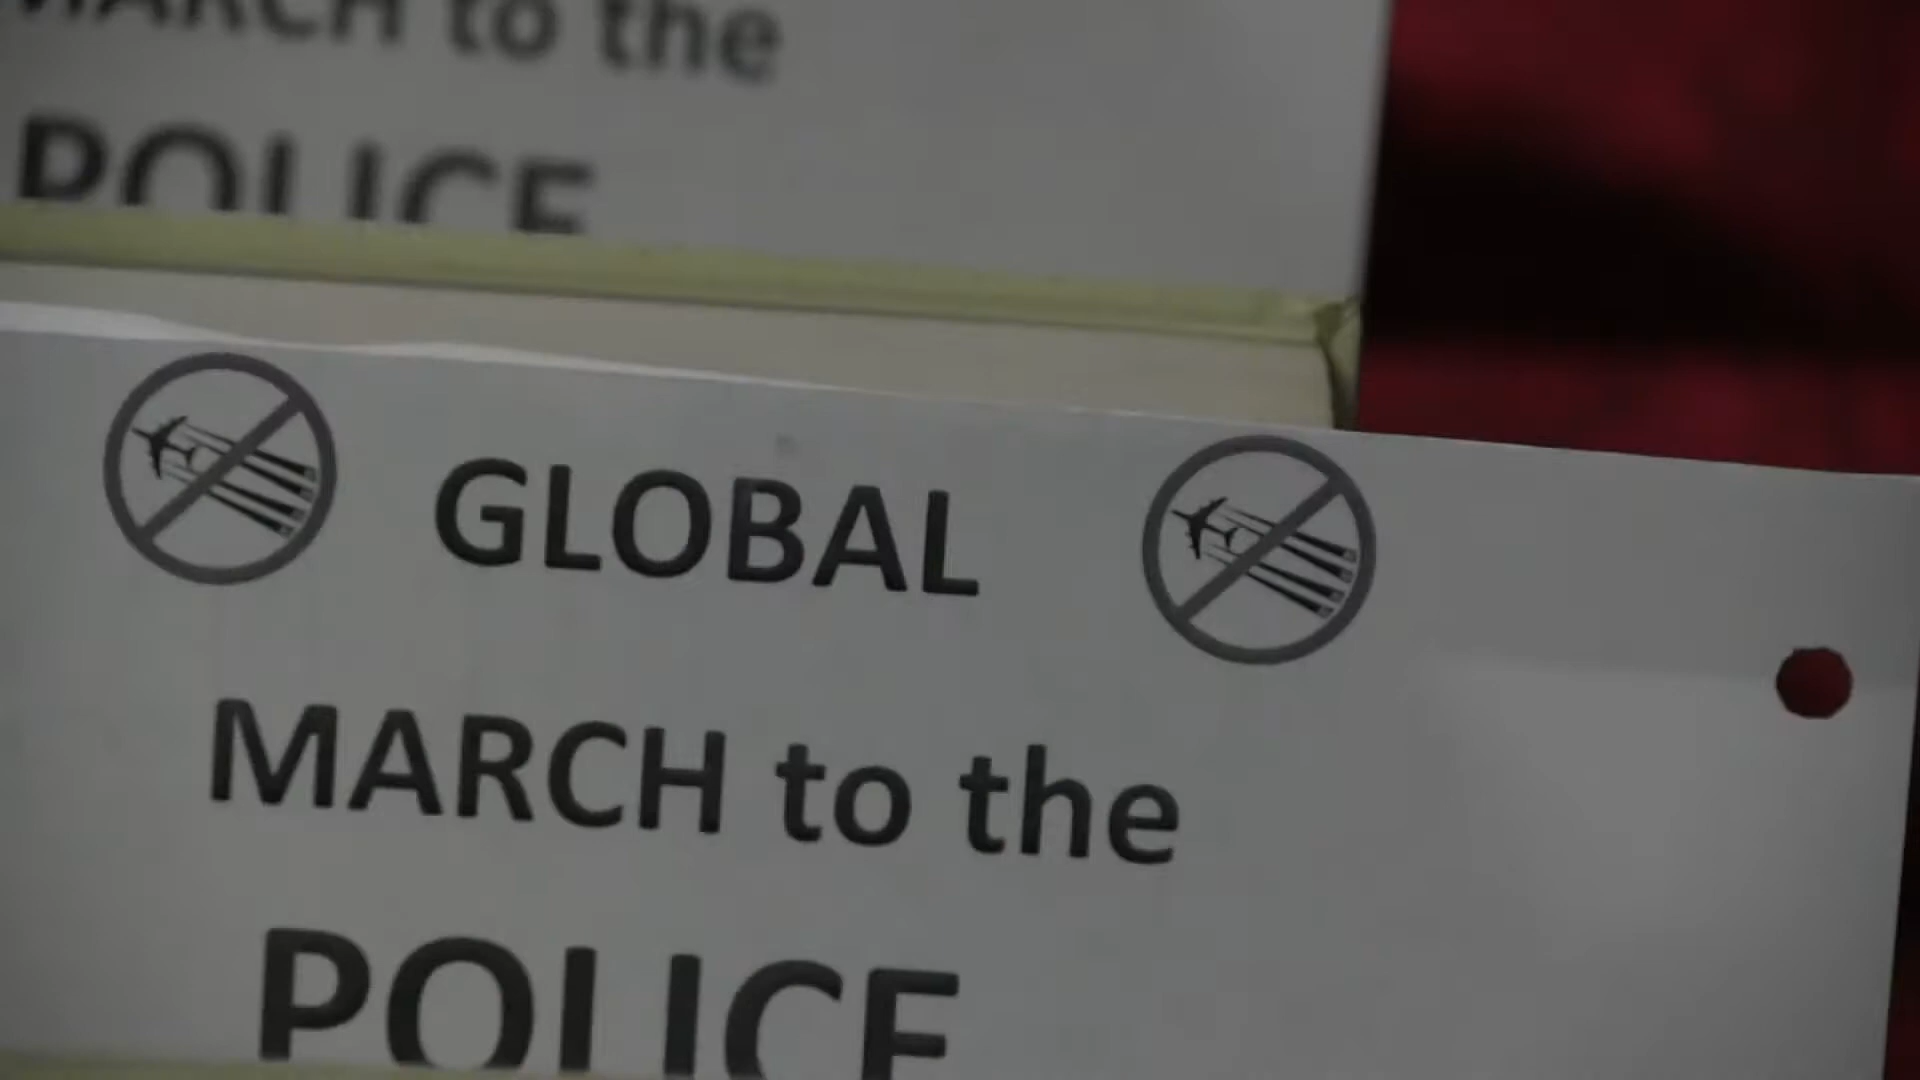 MARCH to the
POLICE
GLOBAL
MARCH to the
POLICE